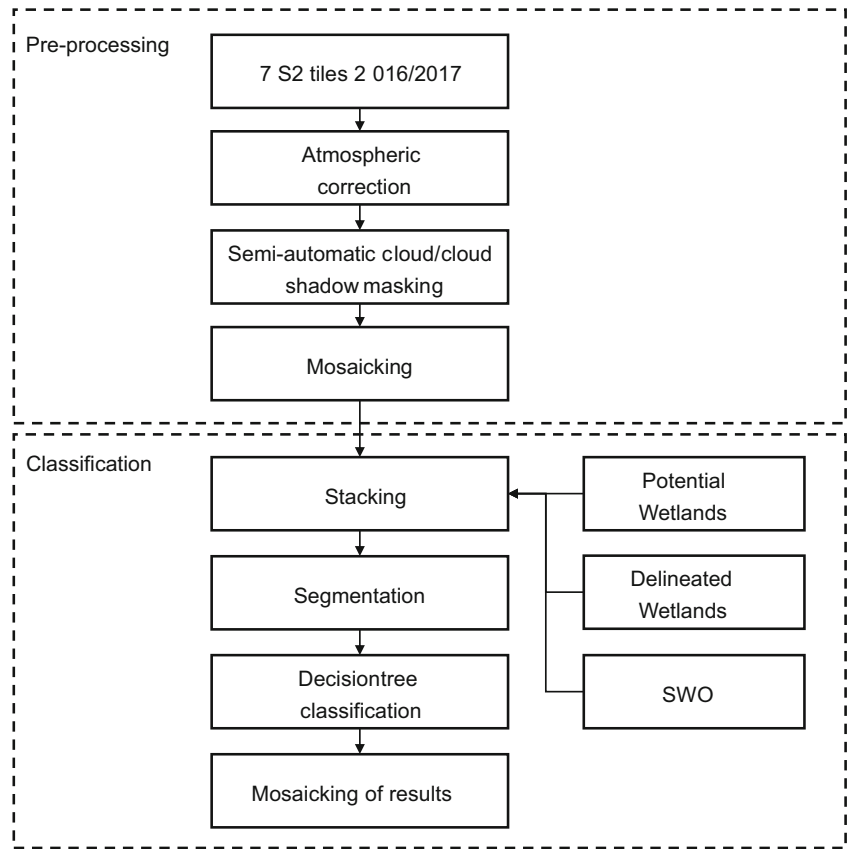 Pre-processing
7 S2 tiles 2 016/2017
Atmospheric
correction
Semi-automatic cloud/cloud
shadow masking
Mosaicking
Classification
Stacking
Potential
Wetlands
Segmentation
Delineated
Wetlands
Decisiontree
classification
SWO
Mosaicking of results